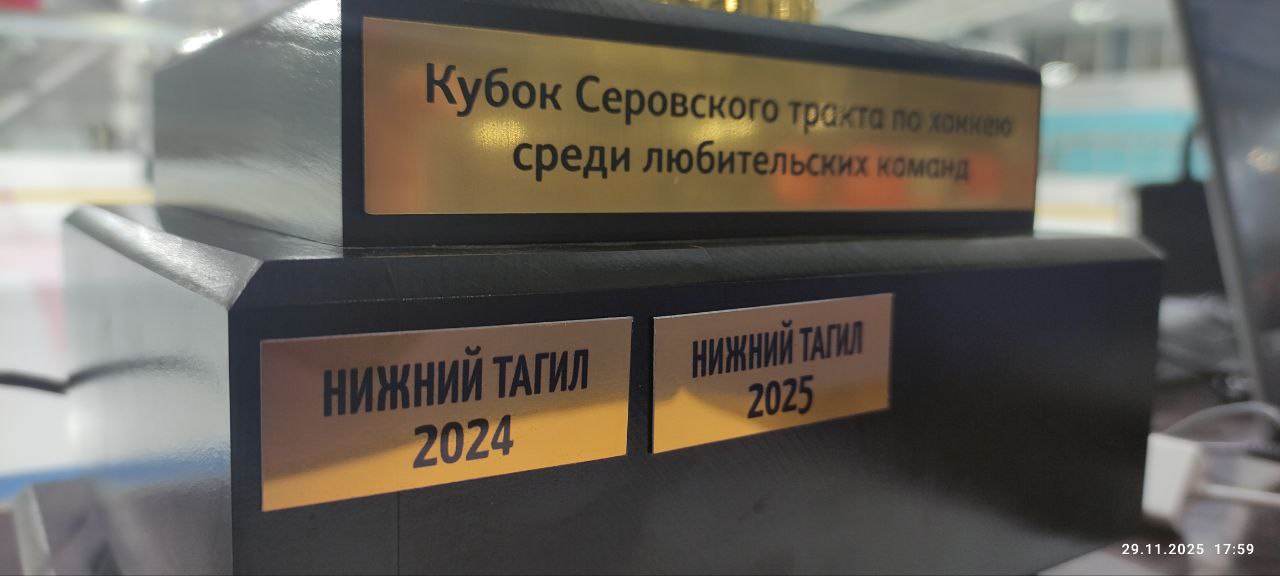 Кубок Серовского тракта по хоккею
среди любительских команд
НИЖНИЙ ТАГИЛ
2024
НИЖНИЙ ТАГИЛ
2025
29.11.2025 17:59